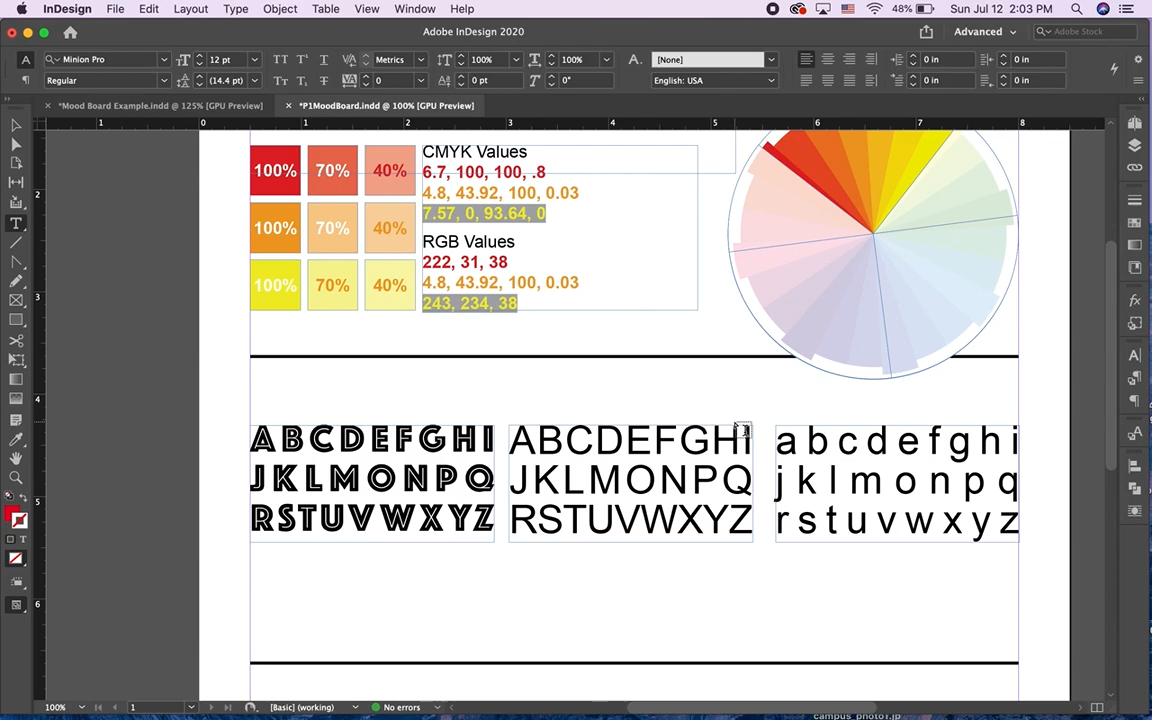 InDesign File Edit Layout Type Object Table View Window Help 48% Sun Jul 12 2:03 PM
Adobe InDesign 2020 Advanced Adobe Stock
A Minion Pro 12 pt TT T¹ T Metrics 100% 100% A. [None] 0 in 0 in
¶ Regular (14.4 pt) Tт T₁ T 0 0 pt 0° English: USA 0 in 0 in
*Mood Board Example.indd @ 125% [GPU Preview] *P1MoodBoard.indd @ 100% [GPU Preview]
1 0 1 2 3 4 5 6 7 8
100% 70% 40% CMYK Values
6.7, 100, 100, .8
4.8, 43.92, 100, 0.03
100% 70% 40% 7.57, 0, 93.64, 0
RGB Values
222, 31, 38
4.8, 43.92, 100, 0.03
100% 70% 40% 243, 234, 38
2
3
4
5
6
ABCDEFGHI
JKLMONPQ
RSTUVWXYZ
ABCDEFGHI
JKLMONPQ
RSTUVWXYZ
a b c d e f g h i
j k l m o n p q
r s t u v w x y z
100% 1 [Basic] (working) No errors
campus_photo1.jp